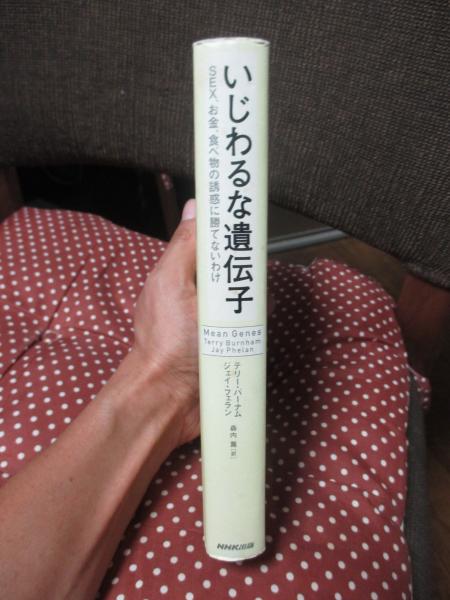 いじわるな遺伝子
SEX、お金、食べ物の誘惑に勝てないわけ
Mean Genes
Terry Burnham
Jay Phelan
テリー・バーナム
ジェイ・フェラン
森内 薫[訳]
NHK出版